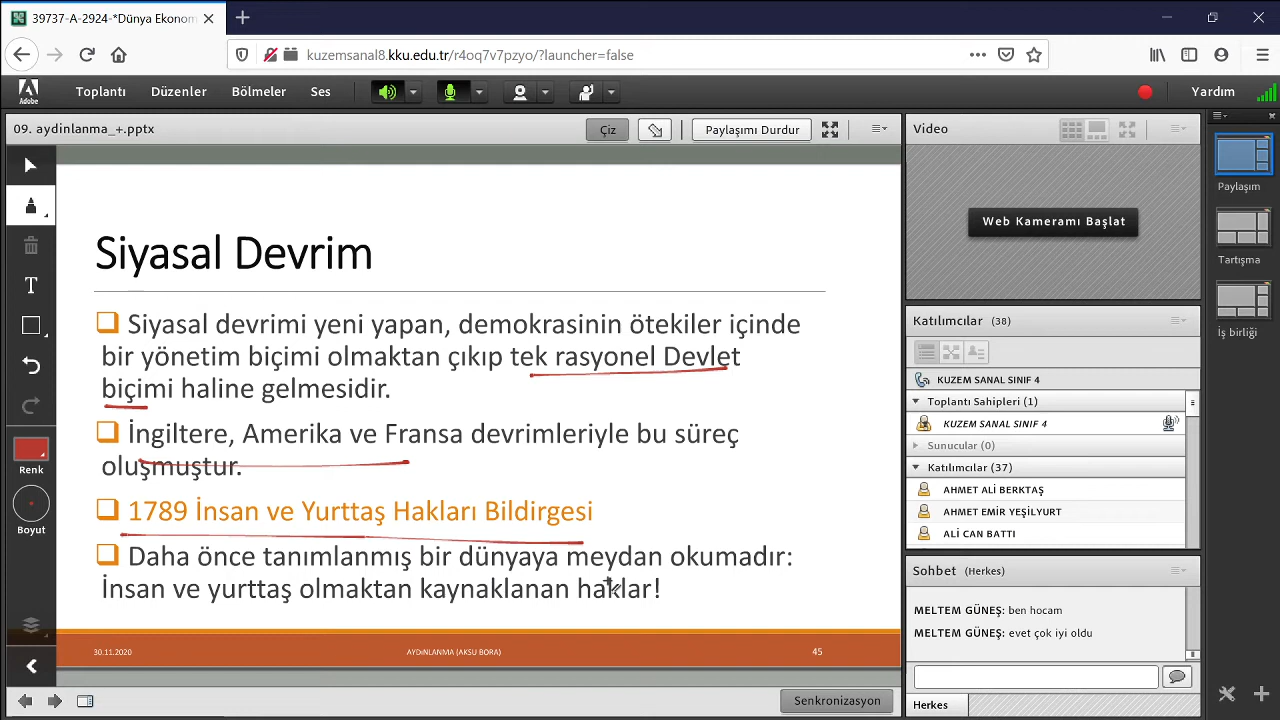 39737-A-2924-*Dünya Ekonom
kuzemsanal8.kku.edu.tr/r4oq7v7pzyo/?launcher=false
Adobe
Toplantı Düzenler Bölmeler Ses Yardım
09. aydinlanma_+.pptx
Çiz
Paylaşımı Durdur
Siyasal Devrim
Siyasal devrimi yeni yapan, demokrasinin ötekiler içinde
bir yönetim biçimi olmaktan çıkıp tek rasyonel Devlet
biçimi haline gelmesidir.
İngiltere, Amerika ve Fransa devrimleriyle bu süreç
oluşmuştur.
1789 İnsan ve Yurttaş Hakları Bildirgesi
Daha önce tanımlanmış bir dünyaya meydan okumadır:
İnsan ve yurttaş olmaktan kaynaklanan haklar!
30.11.2020 AYDıNLANMA (AKSU BORA) 45
T
Renk
Boyut
Senkronizasyon
Video
Web Kameramı Başlat
Katılımcılar (38)
KUZEM SANAL SINIF 4
Toplantı Sahipleri (1)
KUZEM SANAL SINIF 4
Sunucular (0)
Katılımcılar (37)
AHMET ALİ BERKTAŞ
AHMET EMİR YEŞİLYURT
ALİ CAN BATTI
Sohbet (Herkes)
MELTEM GÜNEŞ: ben hocam
MELTEM GÜNEŞ: evet çok iyi oldu
Herkes
Paylaşım
Tartışma
İş birliği